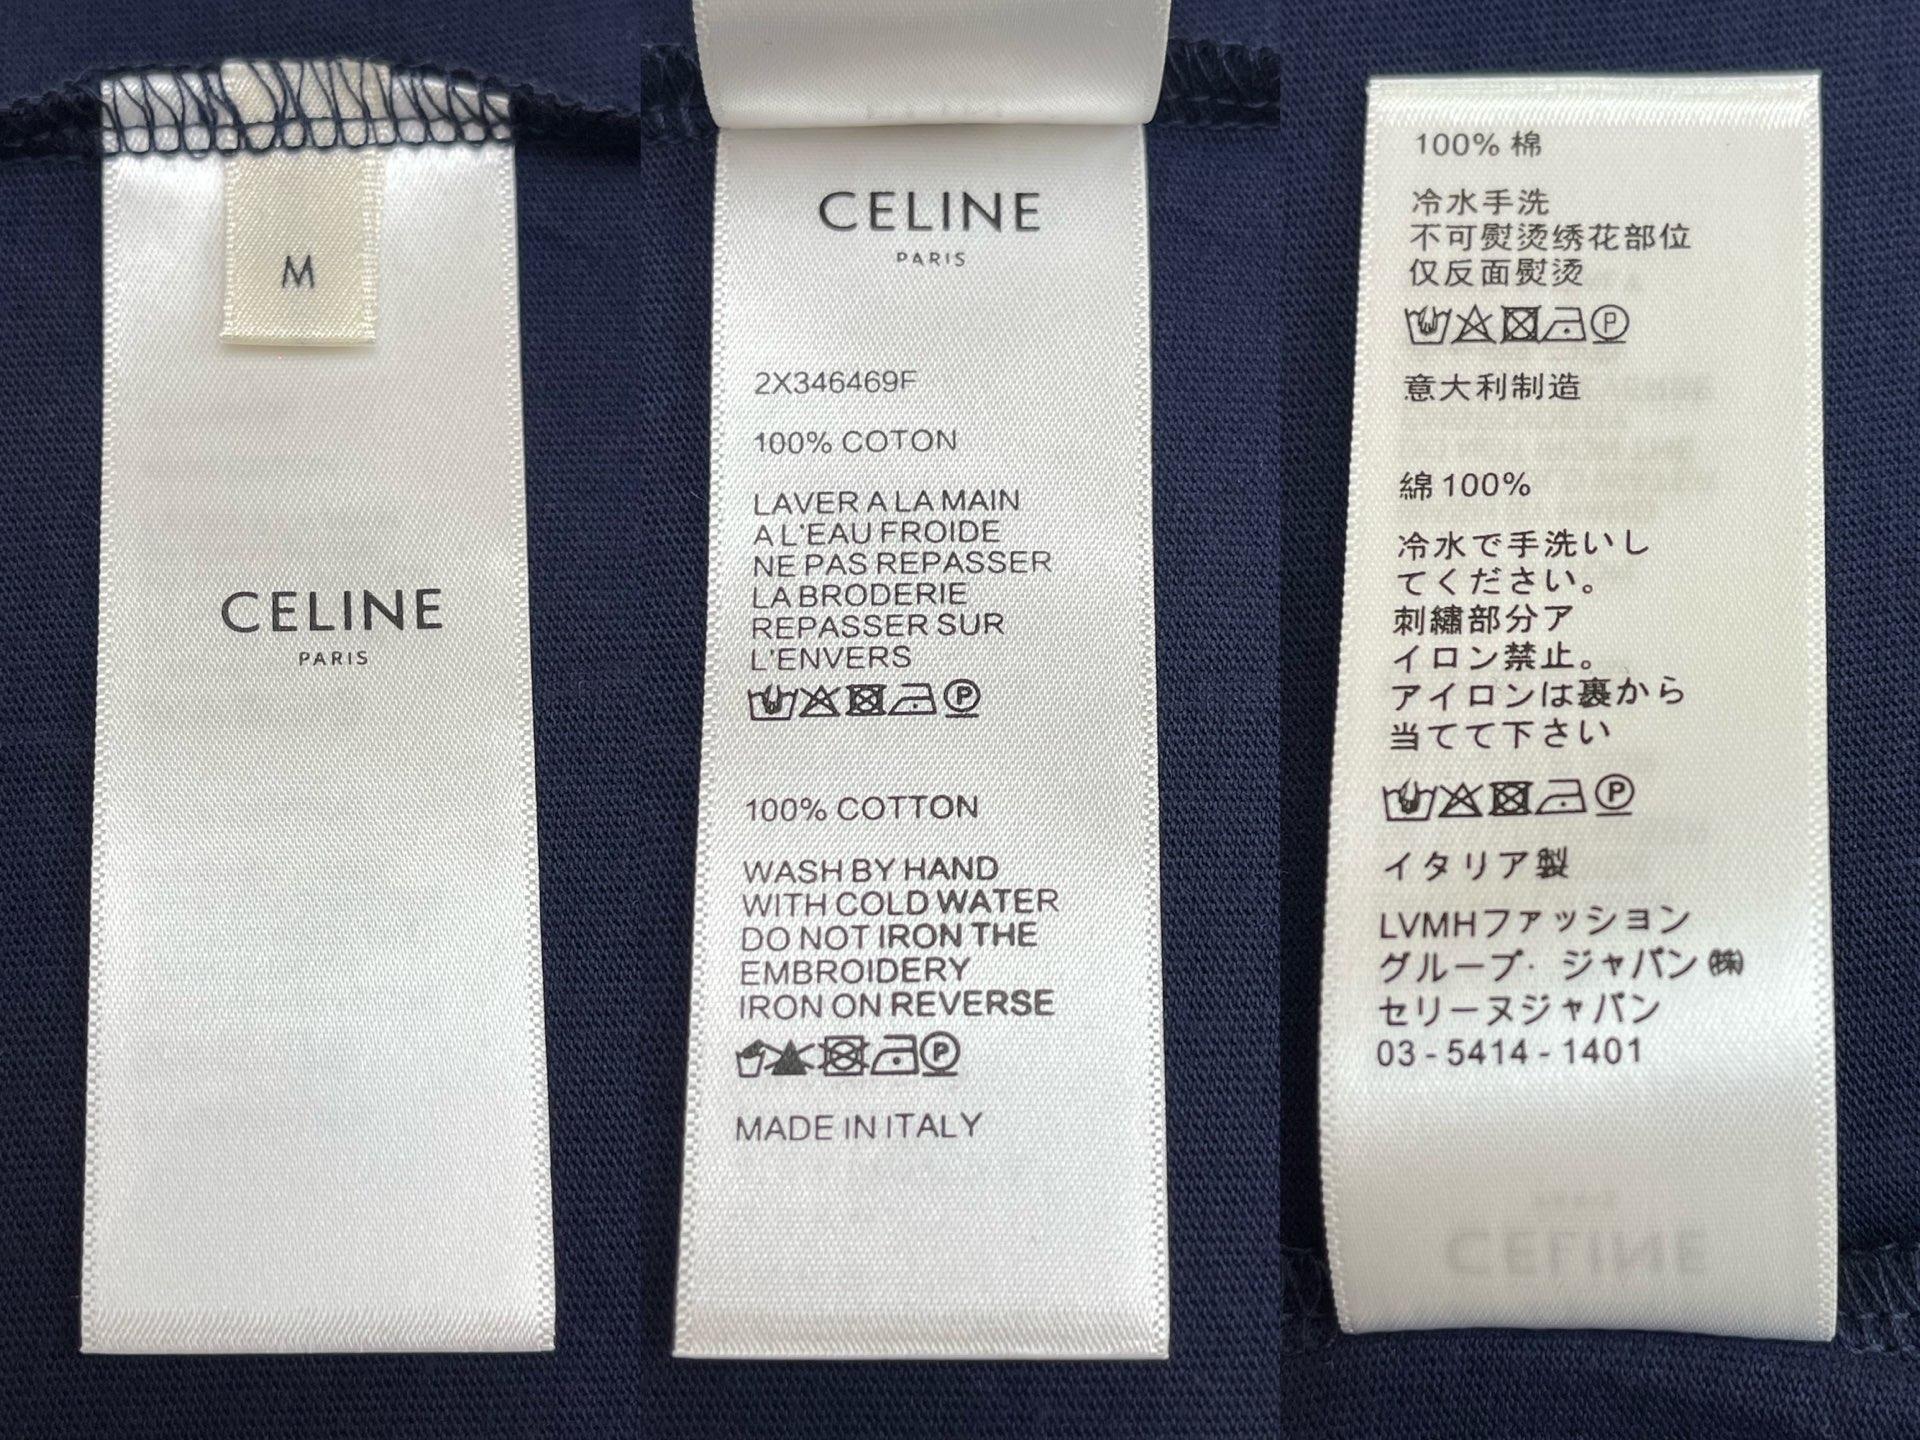 M
CELINE
PARIS
CELINE
PARIS
2X346469F
100% COTON
LAVER A LA MAIN
A L'EAU FROIDE
NE PAS REPASSER
LA BRODERIE
REPASSER SUR
L'ENVERS
P
100% COTTON
WASH BY HAND
WITH COLD WATER
DO NOT IRON THE
EMBROIDERY
IRON ON REVERSE
P
MADE IN ITALY
100% 棉
冷水手洗
不可熨烫绣花部位
仅反面熨烫
P
意大利制造
綿 100%
冷水で手洗いし
てください。
刺繡部分ア
イロン禁止。
アイロンは裏から
当てて下さい
P
イタリア製
LVMHファッション
グループ・ジャパン㈱
セリーヌジャパン
03 - 5414 - 1401